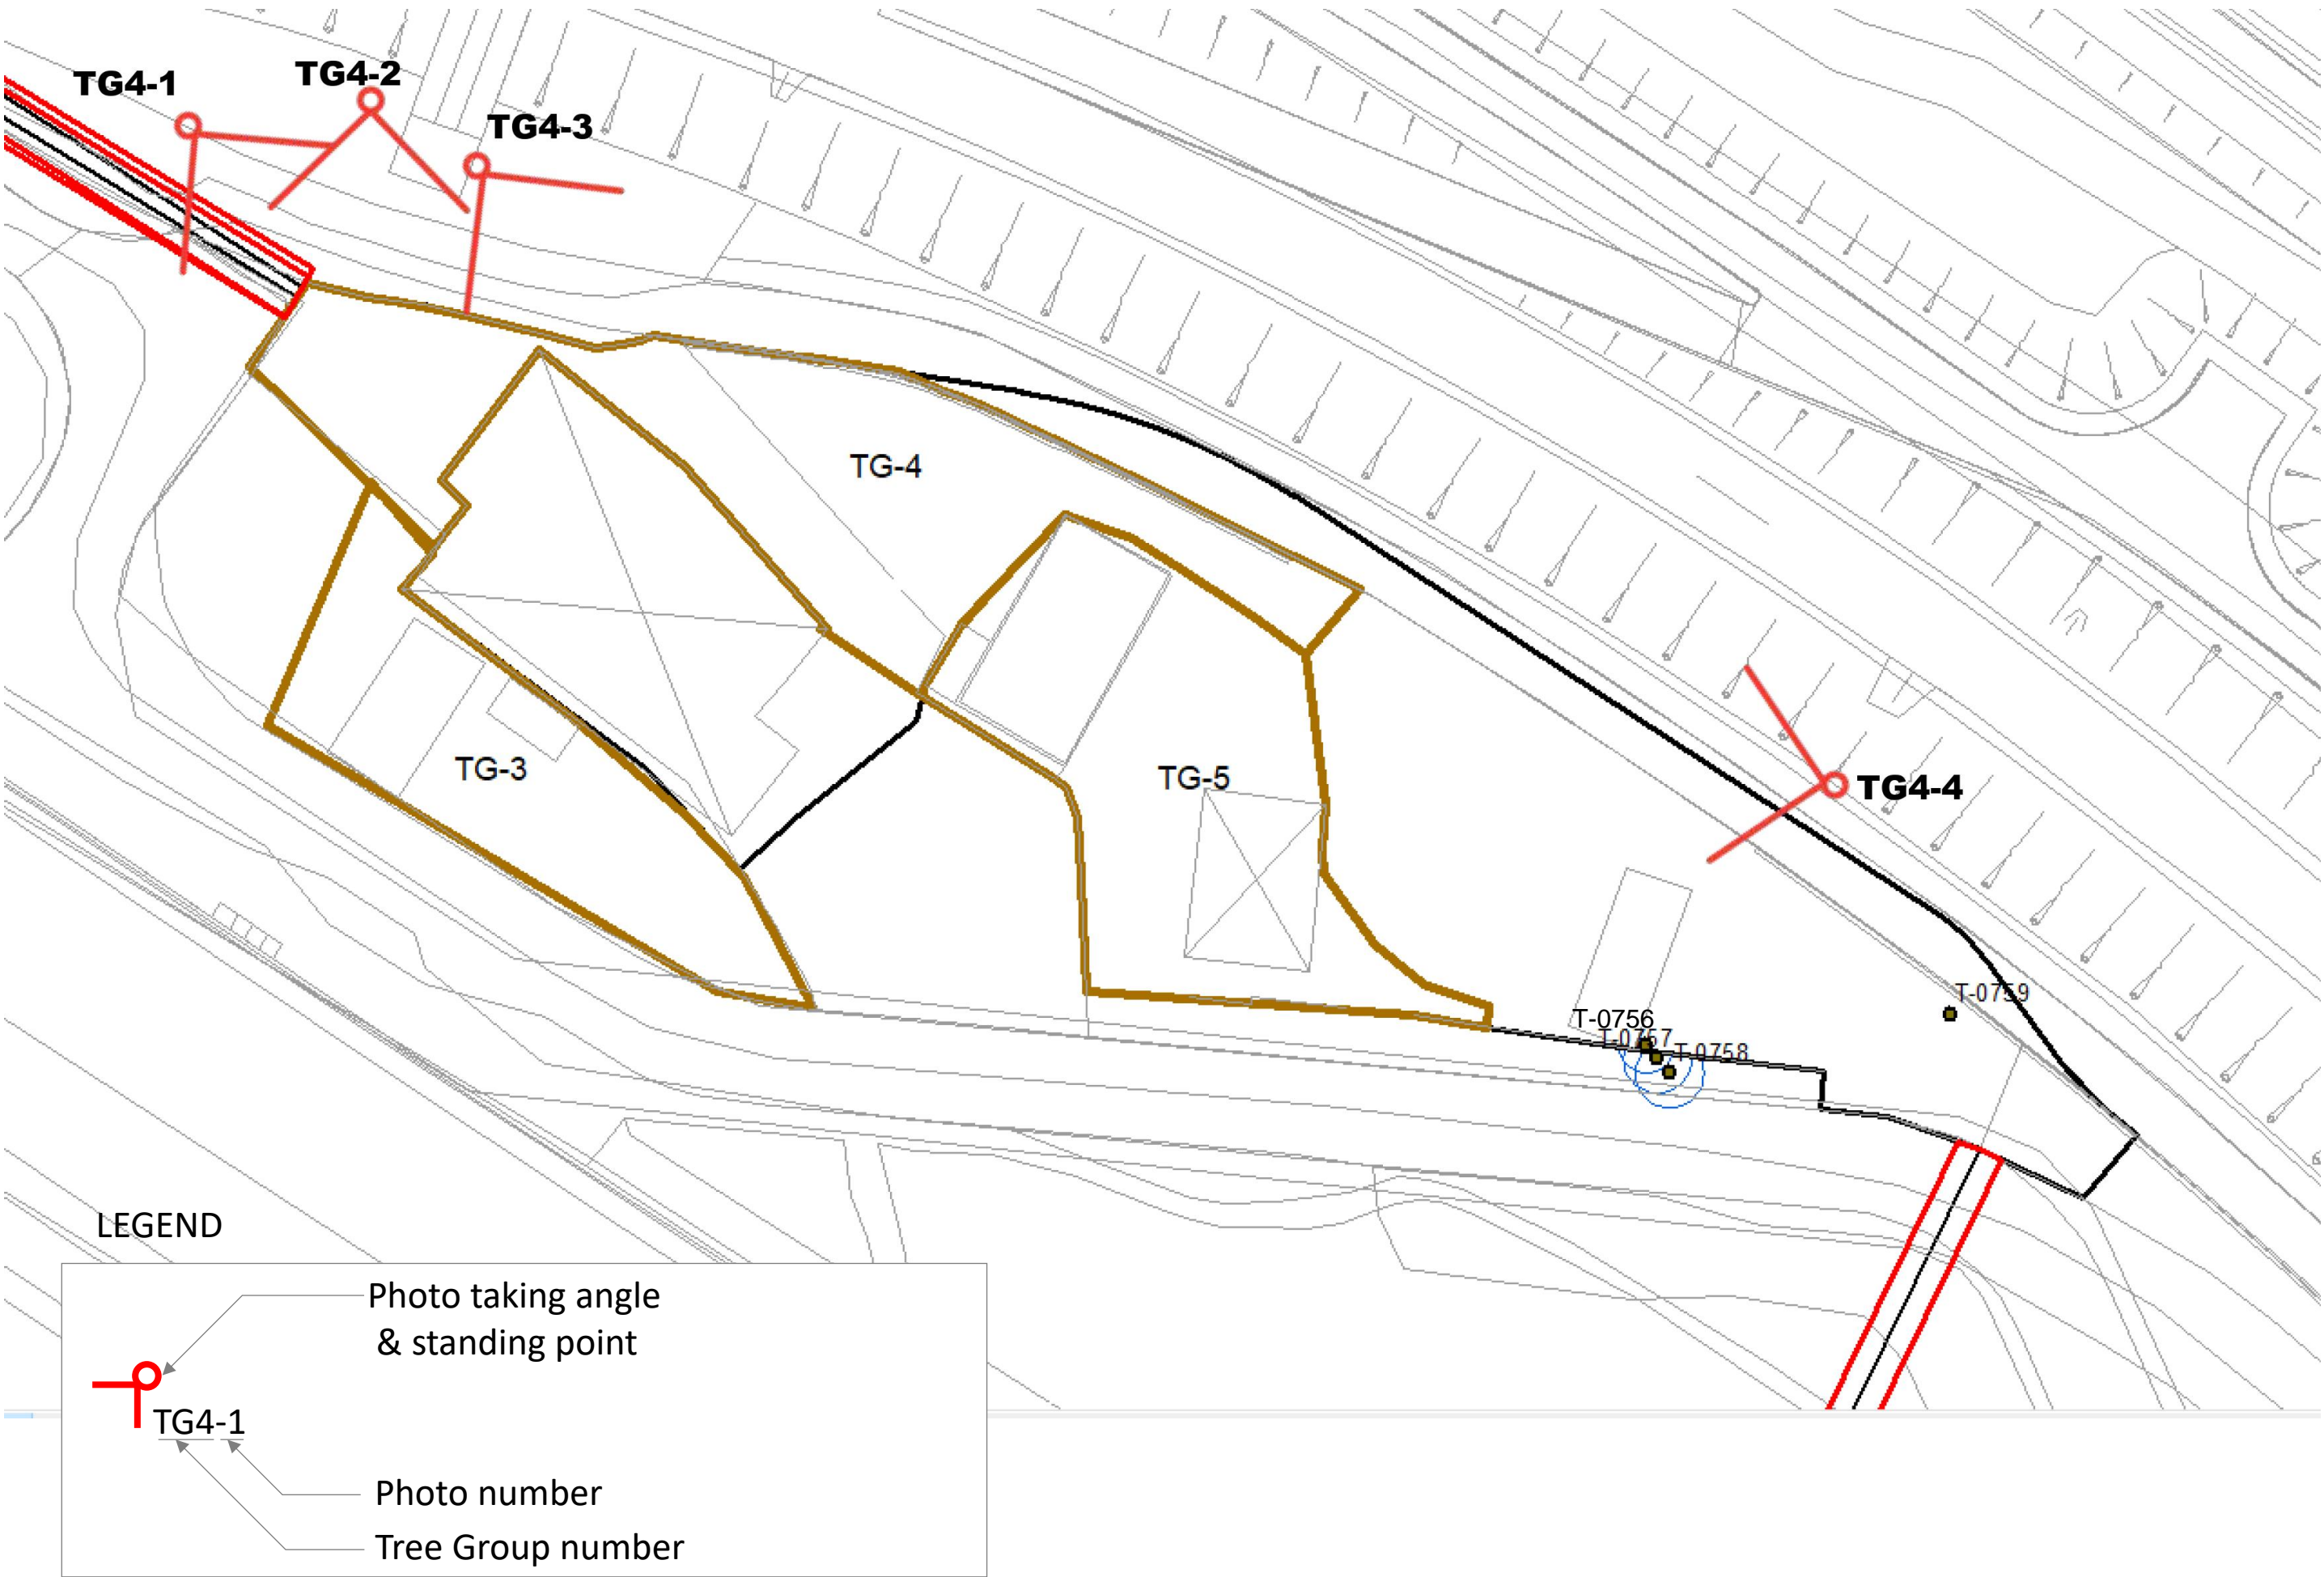 TG4-1
TG4-2
TG4-3
TG-4
TG-3
TG-5
TG4-4
T-0759
T-0756
T-0757
T-0758
LEGEND
Photo taking angle
& standing point
TG4-1
Photo number
Tree Group number